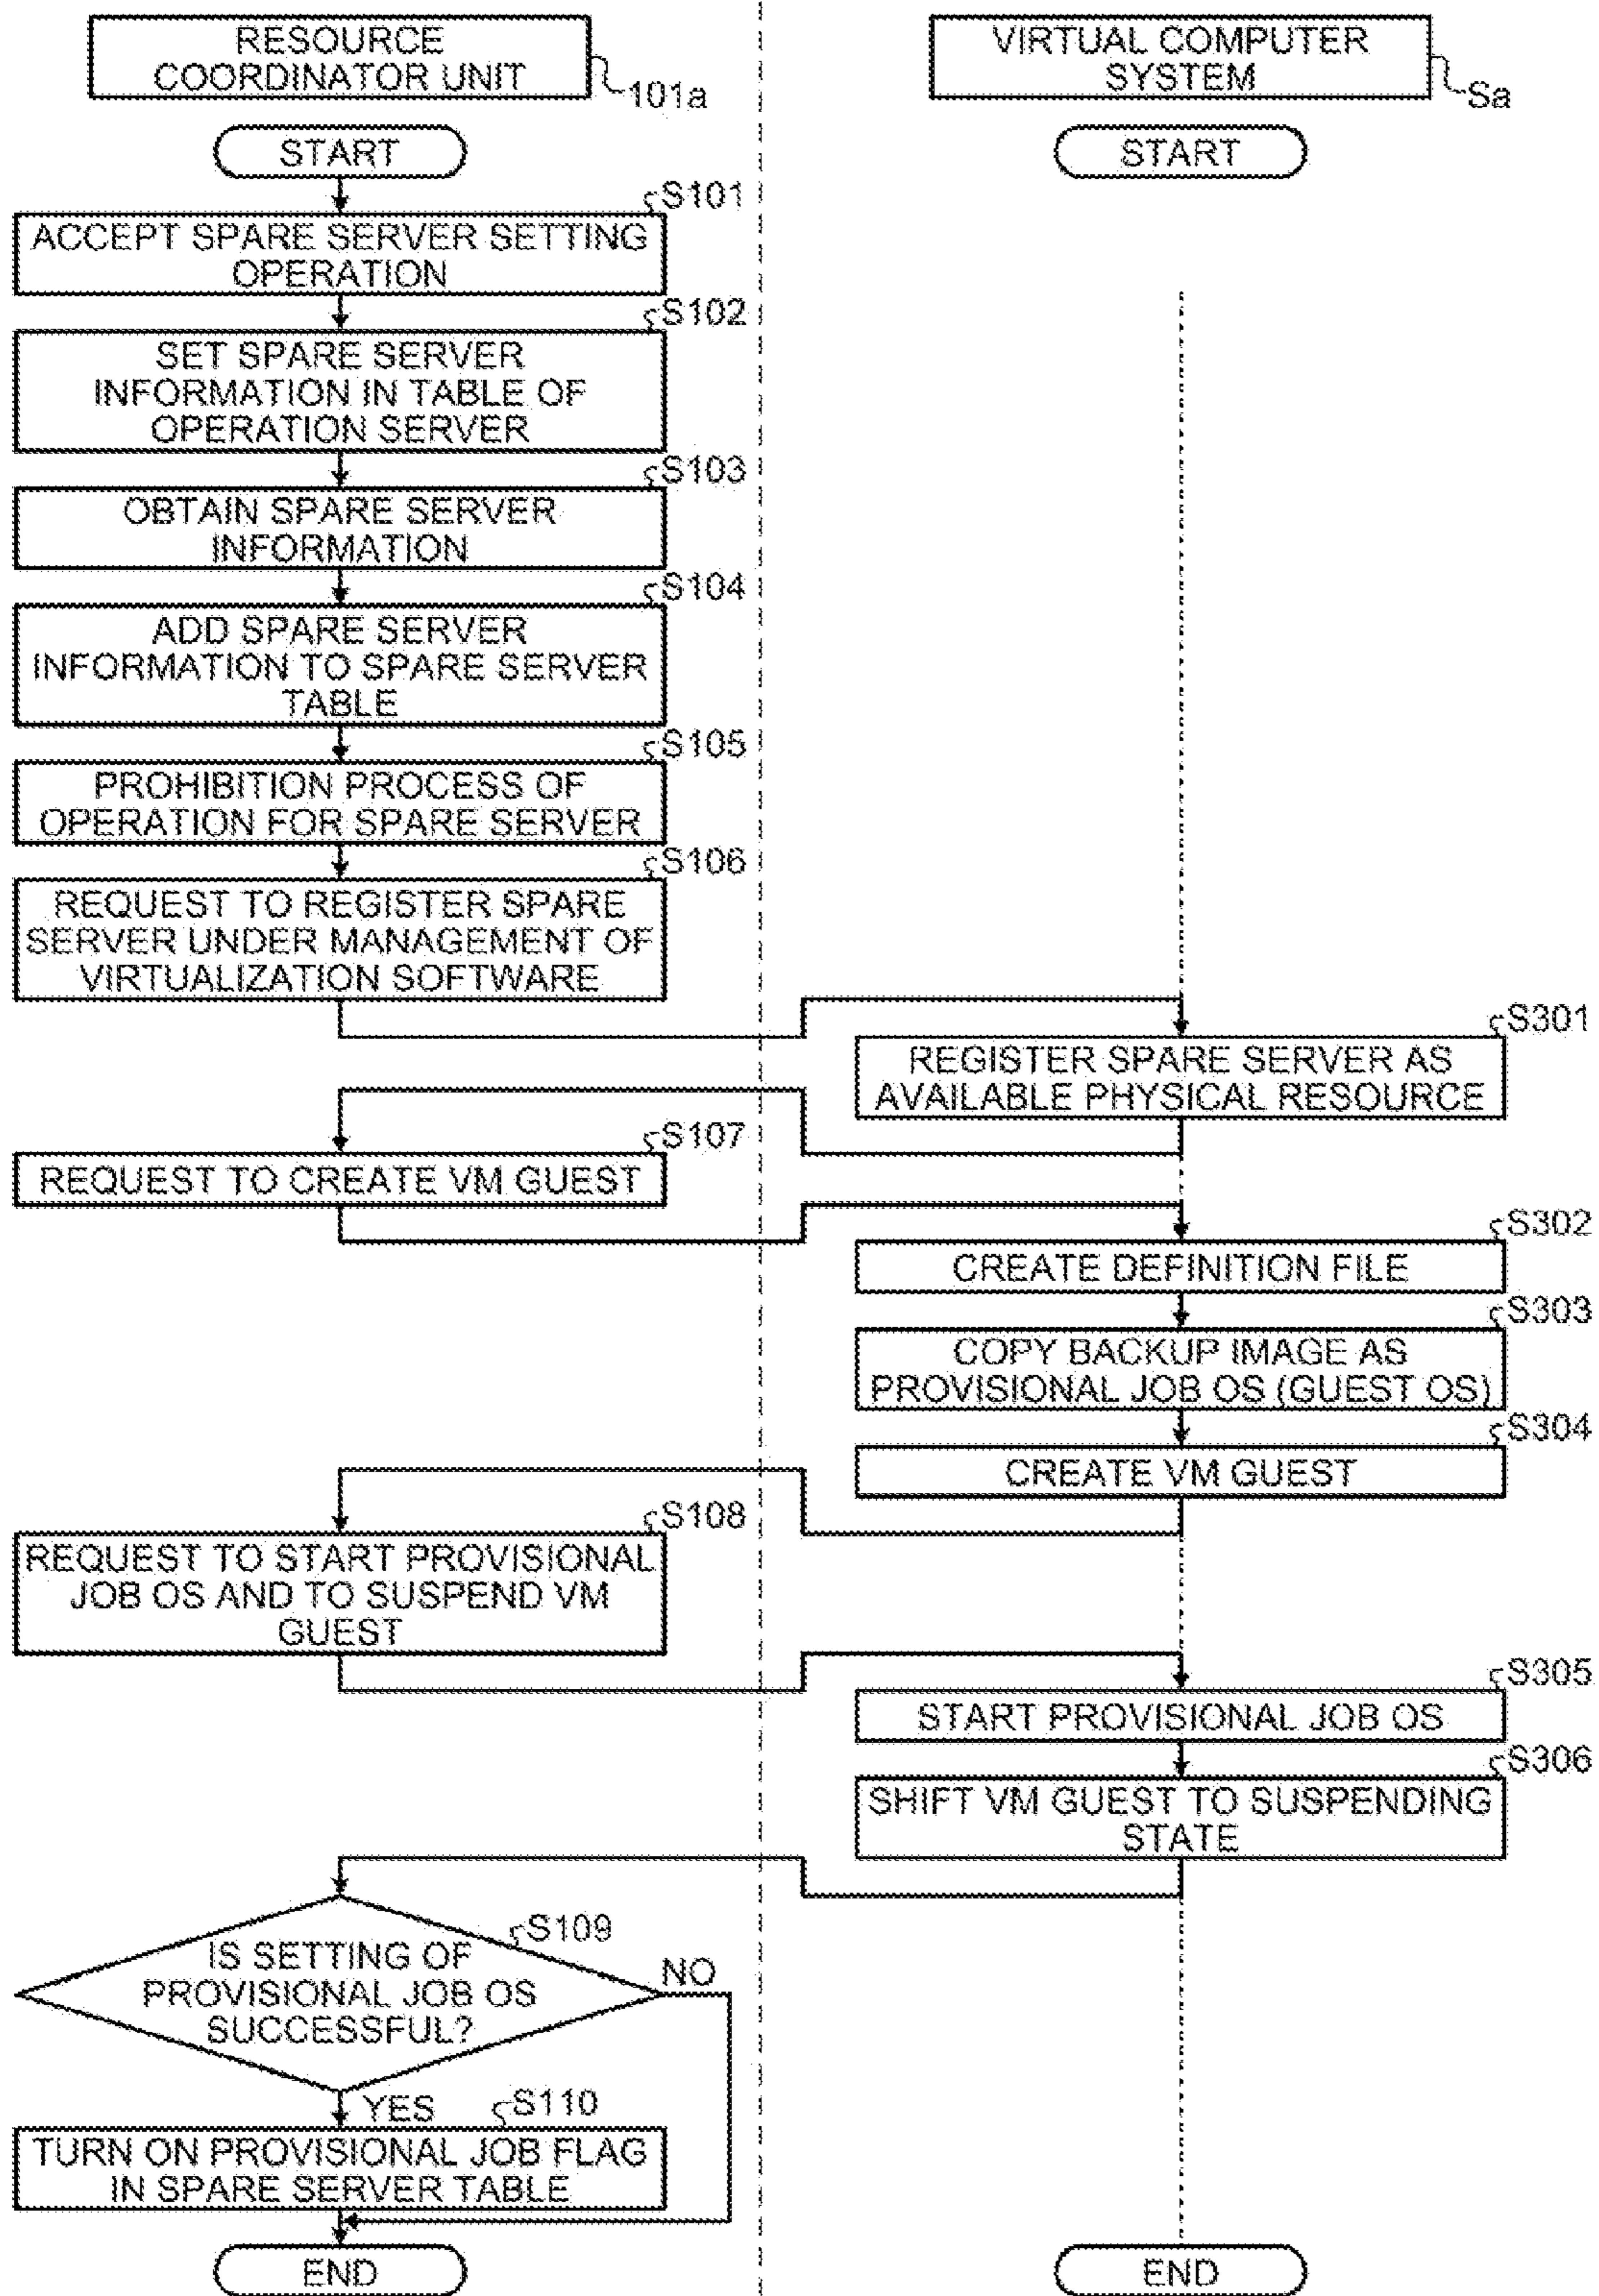 RESOURCE
COORDINATOR UNIT
101a
VIRTUAL COMPUTER
SYSTEM
Sa
START
START
S101
ACCEPT SPARE SERVER SETTING
OPERATION
S102
SET SPARE SERVER
INFORMATION IN TABLE OF
OPERATION SERVER
S103
OBTAIN SPARE SERVER
INFORMATION
S104
ADD SPARE SERVER
INFORMATION TO SPARE SERVER
TABLE
S105
PROHIBITION PROCESS OF
OPERATION FOR SPARE SERVER
S106
REQUEST TO REGISTER SPARE
SERVER UNDER MANAGEMENT OF
VIRTUALIZATION SOFTWARE
S301
REGISTER SPARE SERVER AS
AVAILABLE PHYSICAL RESOURCE
S107
REQUEST TO CREATE VM GUEST
S302
CREATE DEFINITION FILE
S303
COPY BACKUP IMAGE AS
PROVISIONAL JOB OS (GUEST OS)
S304
CREATE VM GUEST
S108
REQUEST TO START PROVISIONAL
JOB OS AND TO SUSPEND VM
GUEST
S305
START PROVISIONAL JOB OS
S306
SHIFT VM GUEST TO SUSPENDING
STATE
S109
IS SETTING OF
PROVISIONAL JOB OS
SUCCESSFUL?
NO
YES
S110
TURN ON PROVISIONAL JOB FLAG
IN SPARE SERVER TABLE
END
END